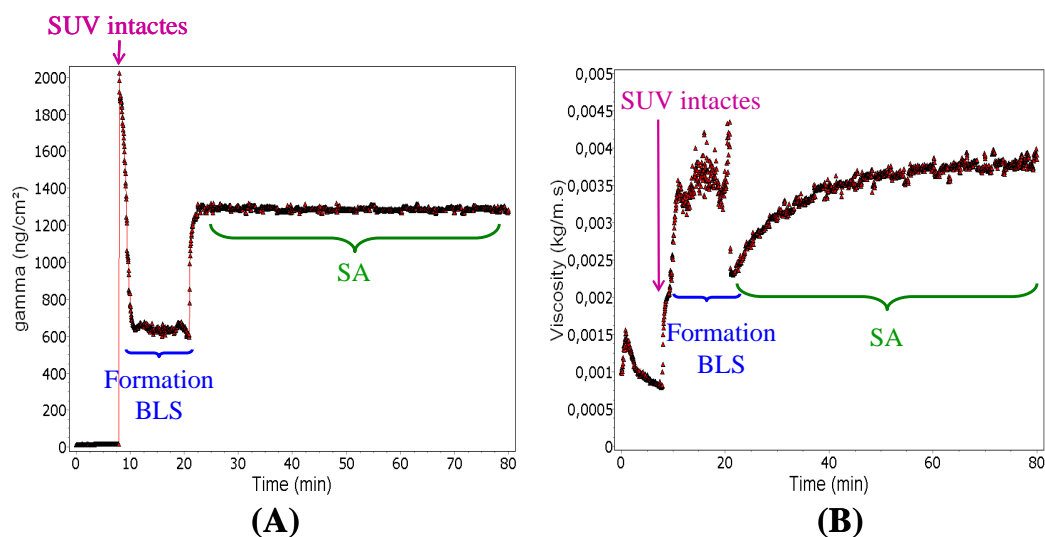 SUV intactes
2000
1800
1600
1400
1200
1000
800
600
400
200
0
gamma (ng/cm²)
Formation
BLS
SA
0 10 20 30 40 50 60 70 80
Time (min)
(A)
0,005
0,0045
0,004
0,0035
0,003
0,0025
0,002
0,0015
0,001
0,0005
0
Viscosity (kg/m.s)
SUV intactes
Formation
BLS
SA
0 20 40 60 80
Time (min)
(B)